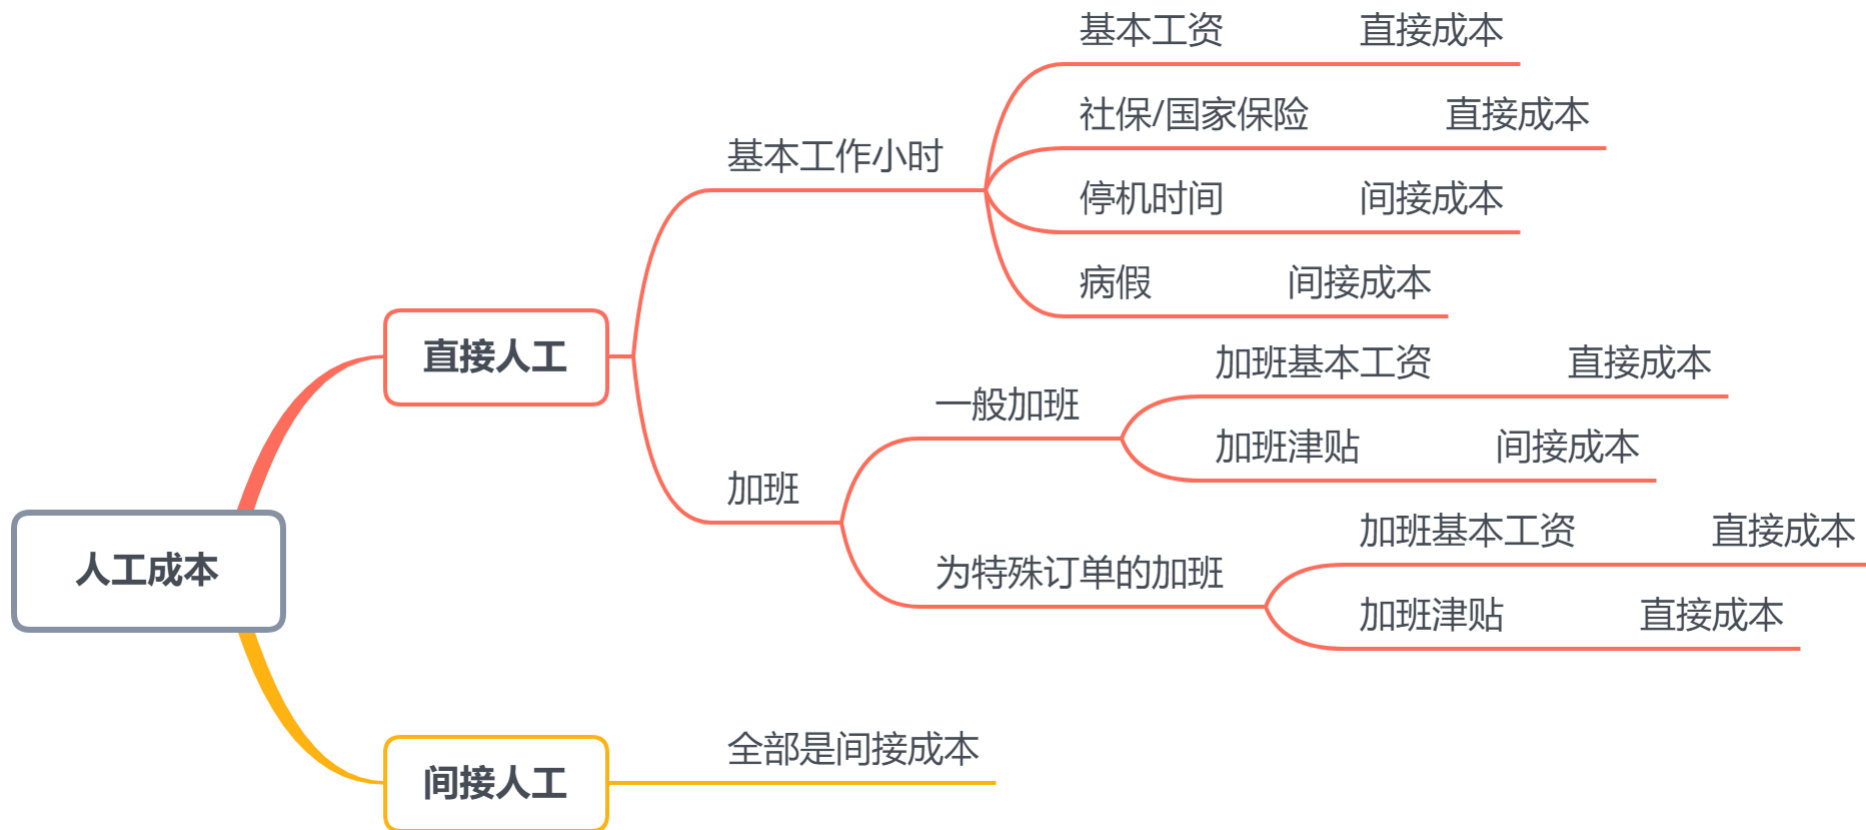 基本工资 直接成本
社保/国家保险 直接成本
基本工作小时
停机时间 间接成本
病假 间接成本
直接人工
加班基本工资 直接成本
一般加班
加班津贴 间接成本
加班
加班基本工资 直接成本
为特殊订单的加班
加班津贴 直接成本
人工成本
全部是间接成本
间接人工